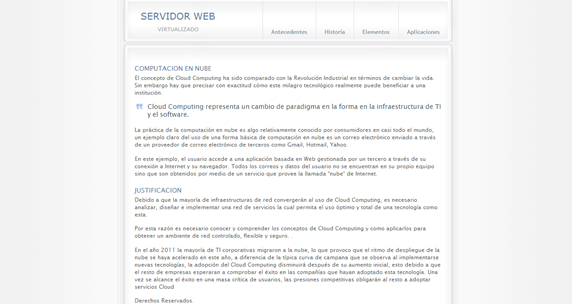 SERVIDOR WEB
VIRTUALIZADO
Antecedentes
Historia
Elementos
Aplicaciones
COMPUTACION EN NUBE
El concepto de Cloud Computing ha sido comparado con la Revolución Industrial en términos de cambiar la vida.
Sin embargo hay que precisar con exactitud cómo este milagro tecnológico realmente puede beneficiar a una
institución.
Cloud Computing representa un cambio de paradigma en la forma en la infraestructura de TI
y el software.
La práctica de la computación en nube es algo relativamente conocido por consumidores en casi todo el mundo,
un ejemplo claro del uso de una forma básica de computación en nube es un correo electrónico enviado a través
de un proveedor de correo electrónico de terceros como Gmail, Hotmail, Yahoo.
En este ejemplo, el usuario accede a una aplicación basada en Web gestionada por un tercero a través de su
conexión a Internet y su navegador. Todos los correos y datos del usuario no se encuentran en su propio equipo
sino que son obtenidos por medio de un servicio que provee la llamada "nube" de Internet.
JUSTIFICACION
Debido a que la mayoría de infraestructuras de red convergerán al uso de Cloud Computing, es necesario
analizar, diseñar e implementar una red de servicios la cual permita el uso óptimo y total de una tecnología como
esta.
Por esta razón es necesario conocer y comprender los conceptos de Cloud Computing y como aplicarlos para
obtener un ambiente de red controlado, flexible y seguro. .
En el año 2011 la mayoría de TI corporativas migraron a la nube, lo que provoco que el ritmo de despliegue de la
nube se haya acelerado en este año, a diferencia de la típica curva de campana que se observa al implementarse
nuevas tecnologías, la adopción del Cloud Computing disminuirá después de su aumento inicial, esto debido a que
el resto de empresas esperaran a comprobar el éxito en las compañías que hayan adoptado esta tecnología. Una
vez se alcance el éxito en una masa crítica de usuarios, las presiones competitivas obligarán al resto a adoptar
servicios Cloud
Derechos Reservados.